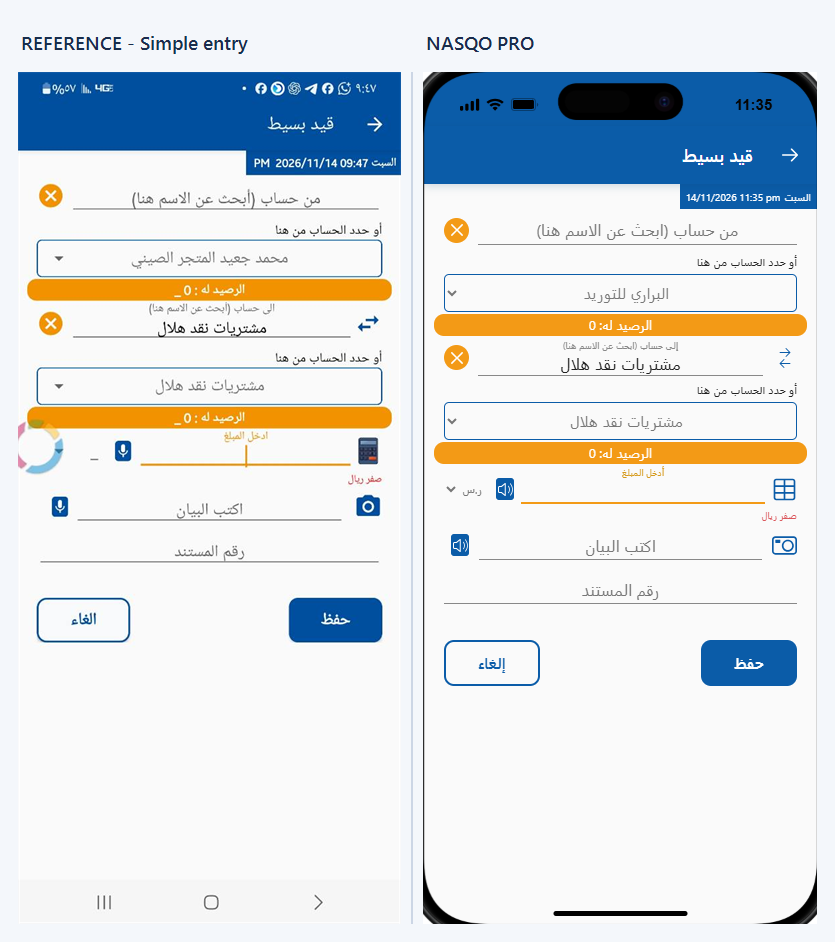 REFERENCE - Simple entry
٩:٤٧
%٥٧
4G
قيد بسيط
السبت 2026/11/14 09:47 PM
من حساب (أبحث عن الاسم هنا)
أو حدد الحساب من هنا
محمد جعيد المتجر الصيني
الرصيد له : 0 _
الى حساب (أبحث عن الاسم هنا)
مشتريات نقد هلال
أو حدد الحساب من هنا
مشتريات نقد هلال
الرصيد له : 0 _
ادخل المبلغ
_
صفر ريال
اكتب البيان
رقم المستند
حفظ
الغاء
NASQO PRO
11:35
قيد بسيط
السبت 14/11/2026 11:35 pm
من حساب (ابحث عن الاسم هنا)
أو حدد الحساب من هنا
البراري للتوريد
الرصيد له: 0
إلى حساب (ابحث عن الاسم هنا)
مشتريات نقد هلال
أو حدد الحساب من هنا
مشتريات نقد هلال
الرصيد له: 0
أدخل المبلغ
ر.س
صفر ريال
اكتب البيان
رقم المستند
حفظ
إلغاء